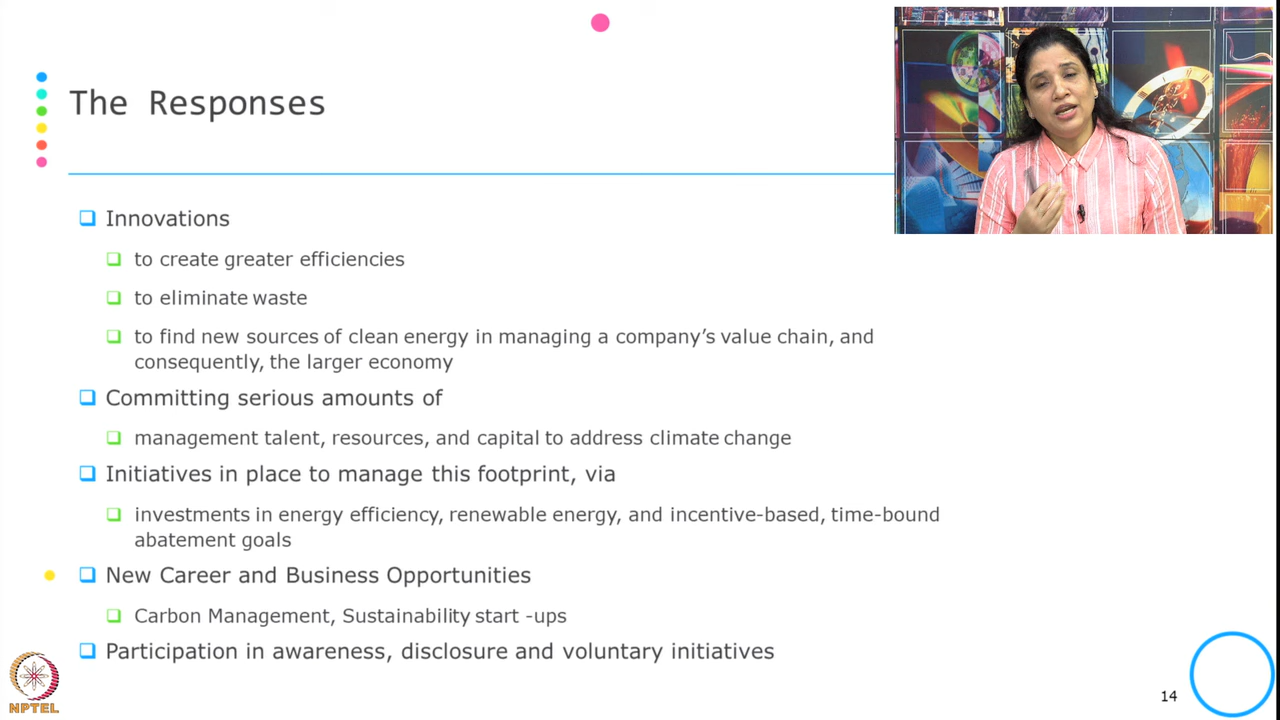 The Responses
Innovations
to create greater efficiencies
to eliminate waste
to find new sources of clean energy in managing a company's value chain, and
consequently, the larger economy
Committing serious amounts of
management talent, resources, and capital to address climate change
Initiatives in place to manage this footprint, via
investments in energy efficiency, renewable energy, and incentive-based, time-bound
abatement goals
New Career and Business Opportunities
Carbon Management, Sustainability start -ups
Participation in awareness, disclosure and voluntary initiatives
14
NPTEL